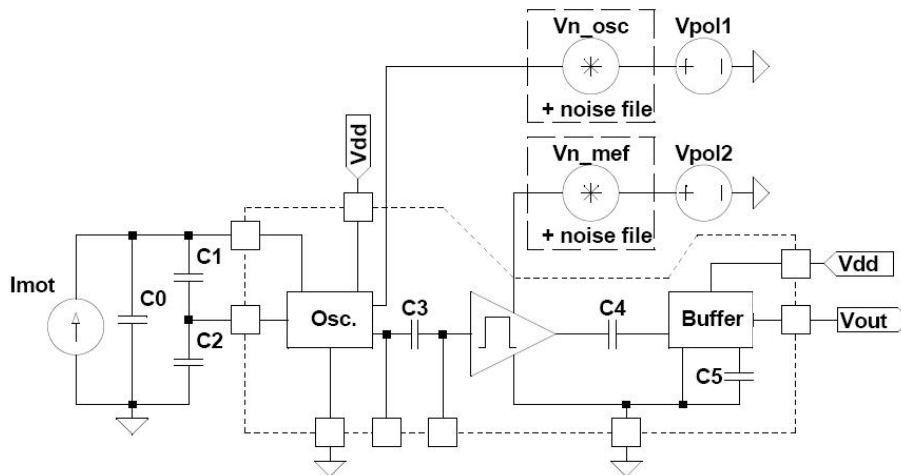 Vn_osc
Vpol1
+ noise file
Vn_mef
Vpol2
+ noise file
Vdd
C1
Imot
C0
C2
Osc.
C3
C4
Buffer
Vdd
Vout
C5